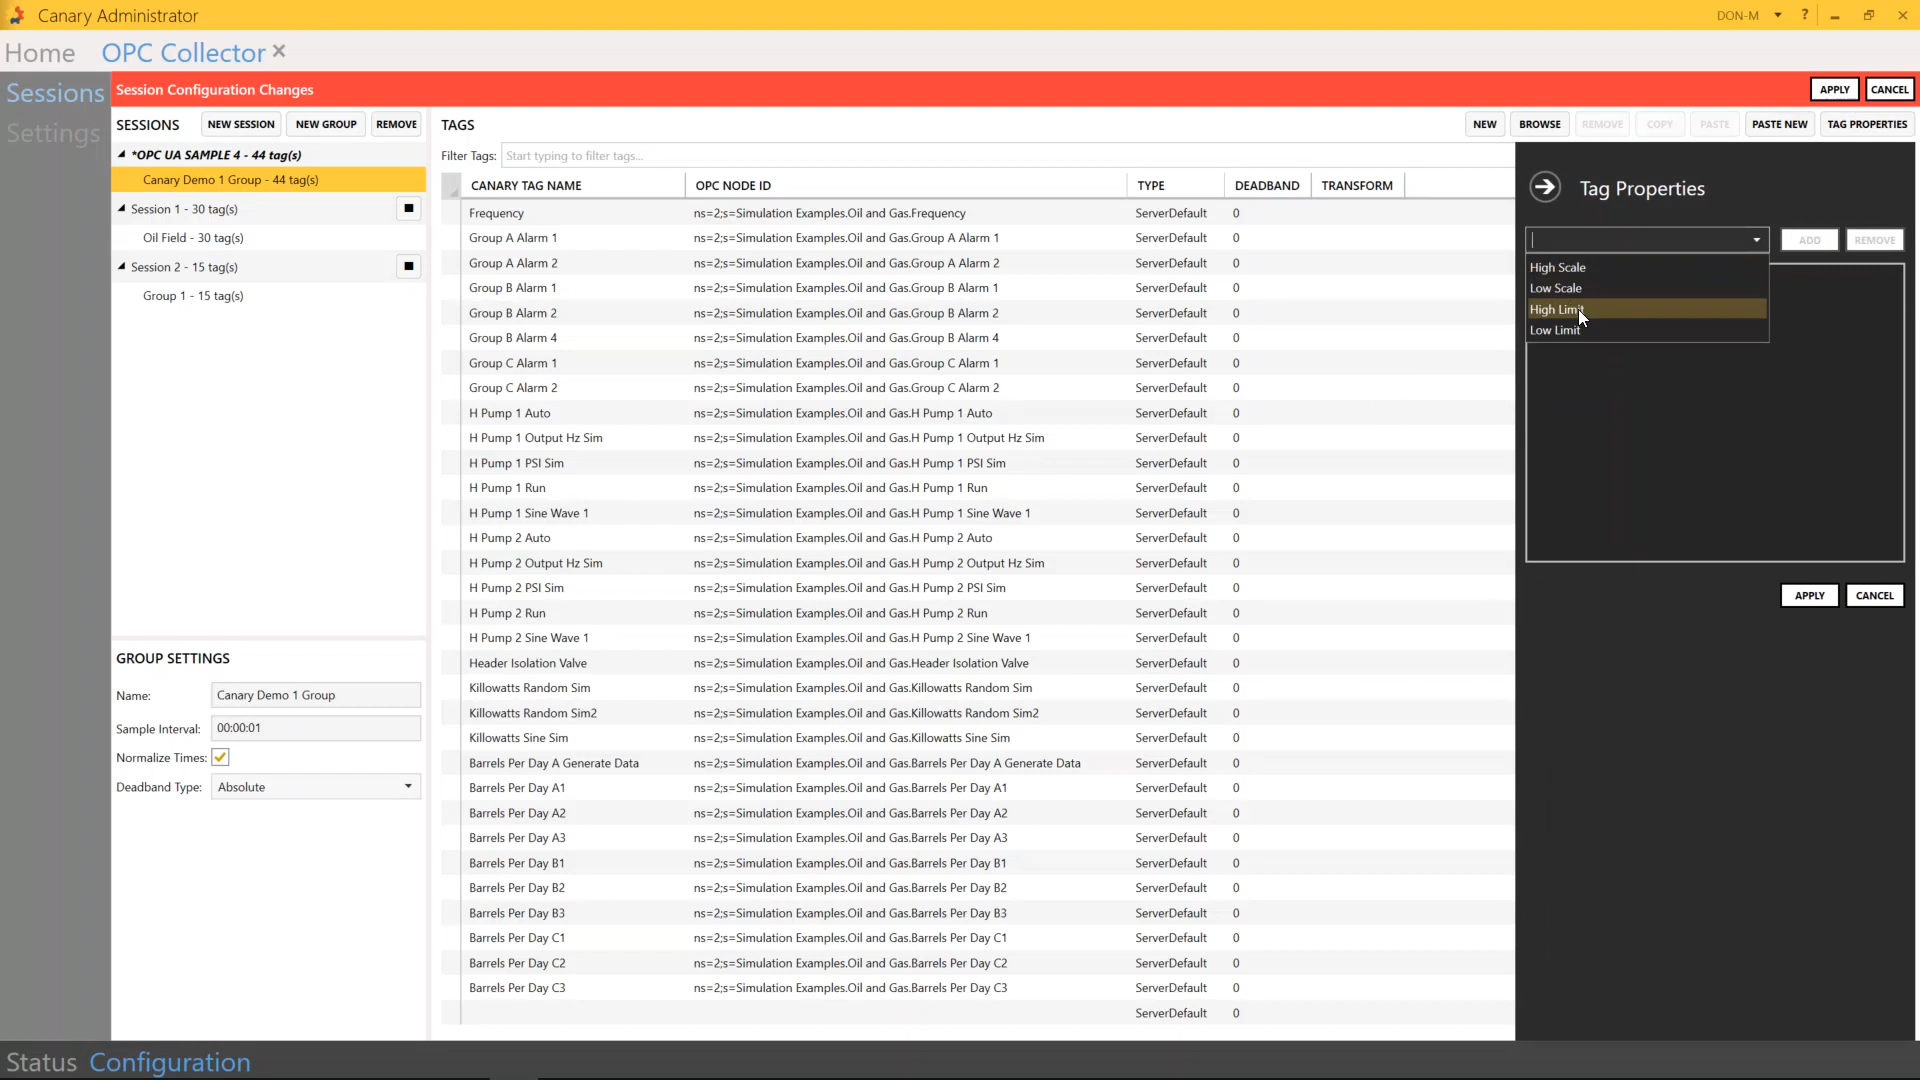 Canary Administrator
DON-M
?
Home
OPC Collector
Sessions
Settings
Session Configuration Changes
APPLY
CANCEL
SESSIONS
NEW SESSION
NEW GROUP
REMOVE
*OPC UA SAMPLE 4 - 44 tag(s)
Canary Demo 1 Group - 44 tag(s)
Session 1 - 30 tag(s)
Oil Field - 30 tag(s)
Session 2 - 15 tag(s)
Group 1 - 15 tag(s)
GROUP SETTINGS
Name: Canary Demo 1 Group
Sample Interval: 00:00:01
Normalize Times:
Deadband Type: Absolute
TAGS
NEW
BROWSE
REMOVE
COPY
PASTE
PASTE NEW
TAG PROPERTIES
Filter Tags: Start typing to filter tags...
CANARY TAG NAME OPC NODE ID TYPE DEADBAND TRANSFORM
Frequency ns=2;s=Simulation Examples.Oil and Gas.Frequency ServerDefault 0
Group A Alarm 1 ns=2;s=Simulation Examples.Oil and Gas.Group A Alarm 1 ServerDefault 0
Group A Alarm 2 ns=2;s=Simulation Examples.Oil and Gas.Group A Alarm 2 ServerDefault 0
Group B Alarm 1 ns=2;s=Simulation Examples.Oil and Gas.Group B Alarm 1 ServerDefault 0
Group B Alarm 2 ns=2;s=Simulation Examples.Oil and Gas.Group B Alarm 2 ServerDefault 0
Group B Alarm 4 ns=2;s=Simulation Examples.Oil and Gas.Group B Alarm 4 ServerDefault 0
Group C Alarm 1 ns=2;s=Simulation Examples.Oil and Gas.Group C Alarm 1 ServerDefault 0
Group C Alarm 2 ns=2;s=Simulation Examples.Oil and Gas.Group C Alarm 2 ServerDefault 0
H Pump 1 Auto ns=2;s=Simulation Examples.Oil and Gas.H Pump 1 Auto ServerDefault 0
H Pump 1 Output Hz Sim ns=2;s=Simulation Examples.Oil and Gas.H Pump 1 Output Hz Sim ServerDefault 0
H Pump 1 PSI Sim ns=2;s=Simulation Examples.Oil and Gas.H Pump 1 PSI Sim ServerDefault 0
H Pump 1 Run ns=2;s=Simulation Examples.Oil and Gas.H Pump 1 Run ServerDefault 0
H Pump 1 Sine Wave 1 ns=2;s=Simulation Examples.Oil and Gas.H Pump 1 Sine Wave 1 ServerDefault 0
H Pump 2 Auto ns=2;s=Simulation Examples.Oil and Gas.H Pump 2 Auto ServerDefault 0
H Pump 2 Output Hz Sim ns=2;s=Simulation Examples.Oil and Gas.H Pump 2 Output Hz Sim ServerDefault 0
H Pump 2 PSI Sim ns=2;s=Simulation Examples.Oil and Gas.H Pump 2 PSI Sim ServerDefault 0
H Pump 2 Run ns=2;s=Simulation Examples.Oil and Gas.H Pump 2 Run ServerDefault 0
H Pump 2 Sine Wave 1 ns=2;s=Simulation Examples.Oil and Gas.H Pump 2 Sine Wave 1 ServerDefault 0
Header Isolation Valve ns=2;s=Simulation Examples.Oil and Gas.Header Isolation Valve ServerDefault 0
Killowatts Random Sim ns=2;s=Simulation Examples.Oil and Gas.Killowatts Random Sim ServerDefault 0
Killowatts Random Sim2 ns=2;s=Simulation Examples.Oil and Gas.Killowatts Random Sim2 ServerDefault 0
Killowatts Sine Sim ns=2;s=Simulation Examples.Oil and Gas.Killowatts Sine Sim ServerDefault 0
Barrels Per Day A Generate Data ns=2;s=Simulation Examples.Oil and Gas.Barrels Per Day A Generate Data ServerDefault 0
Barrels Per Day A1 ns=2;s=Simulation Examples.Oil and Gas.Barrels Per Day A1 ServerDefault 0
Barrels Per Day A2 ns=2;s=Simulation Examples.Oil and Gas.Barrels Per Day A2 ServerDefault 0
Barrels Per Day A3 ns=2;s=Simulation Examples.Oil and Gas.Barrels Per Day A3 ServerDefault 0
Barrels Per Day B1 ns=2;s=Simulation Examples.Oil and Gas.Barrels Per Day B1 ServerDefault 0
Barrels Per Day B2 ns=2;s=Simulation Examples.Oil and Gas.Barrels Per Day B2 ServerDefault 0
Barrels Per Day B3 ns=2;s=Simulation Examples.Oil and Gas.Barrels Per Day B3 ServerDefault 0
Barrels Per Day C1 ns=2;s=Simulation Examples.Oil and Gas.Barrels Per Day C1 ServerDefault 0
Barrels Per Day C2 ns=2;s=Simulation Examples.Oil and Gas.Barrels Per Day C2 ServerDefault 0
Barrels Per Day C3 ns=2;s=Simulation Examples.Oil and Gas.Barrels Per Day C3 ServerDefault 0
ServerDefault 0
Tag Properties
ADD
REMOVE
High Scale
Low Scale
High Limit
Low Limit
APPLY
CANCEL
Status
Configuration